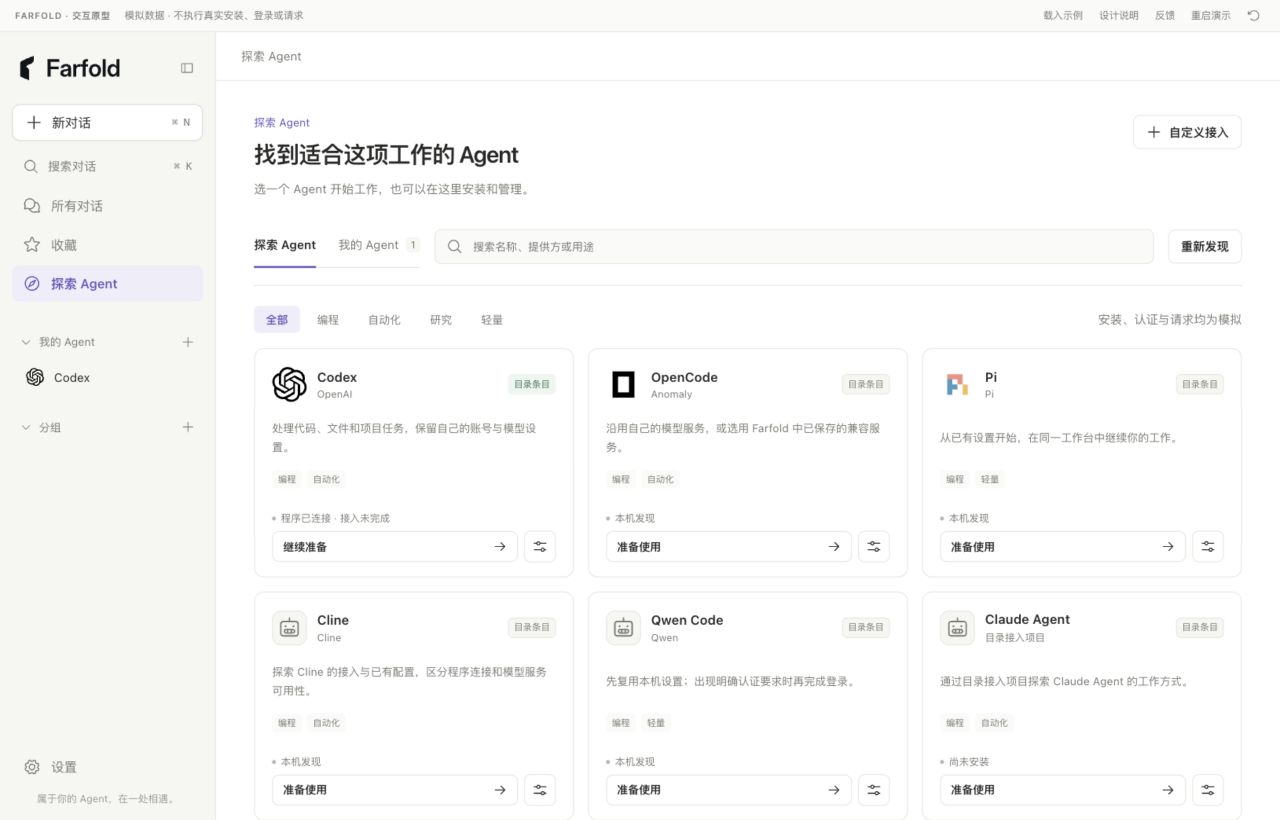 FARFOLD · 交互原型 模拟数据 · 不执行真实安装、登录或请求 载入示例 设计说明 反馈 重启演示
Farfold
新对话 ⌘ N
搜索对话 ⌘ K
所有对话
收藏
探索 Agent
我的 Agent
Codex
分组
设置
属于你的 Agent，在一处相遇。
探索 Agent
探索 Agent
找到适合这项工作的 Agent
选一个 Agent 开始工作，也可以在这里安装和管理。
自定义接入
探索 Agent 我的 Agent 1 搜索名称、提供方或用途 重新发现
全部 编程 自动化 研究 轻量 安装、认证与请求均为模拟
Codex
OpenAI
目录条目
处理代码、文件和项目任务，保留自己的账号与模型设
置。
编程 自动化
程序已连接 · 接入未完成
继续准备
OpenCode
Anomaly
目录条目
沿用自己的模型服务，或选用 Farfold 中已保存的兼容服
务。
编程 自动化
本机发现
准备使用
Pi
Pi
目录条目
从已有设置开始，在同一工作台中继续你的工作。
编程 轻量
本机发现
准备使用
Cline
Cline
目录条目
探索 Cline 的接入与已有配置，区分程序连接和模型服务
可用性。
编程 自动化
本机发现
准备使用
Qwen Code
Qwen
目录条目
先复用本机设置；出现明确认证要求时再完成登录。
编程 轻量
本机发现
准备使用
Claude Agent
目录接入项目
目录条目
通过目录接入项目探索 Claude Agent 的工作方式。
编程 自动化
尚未安装
准备使用